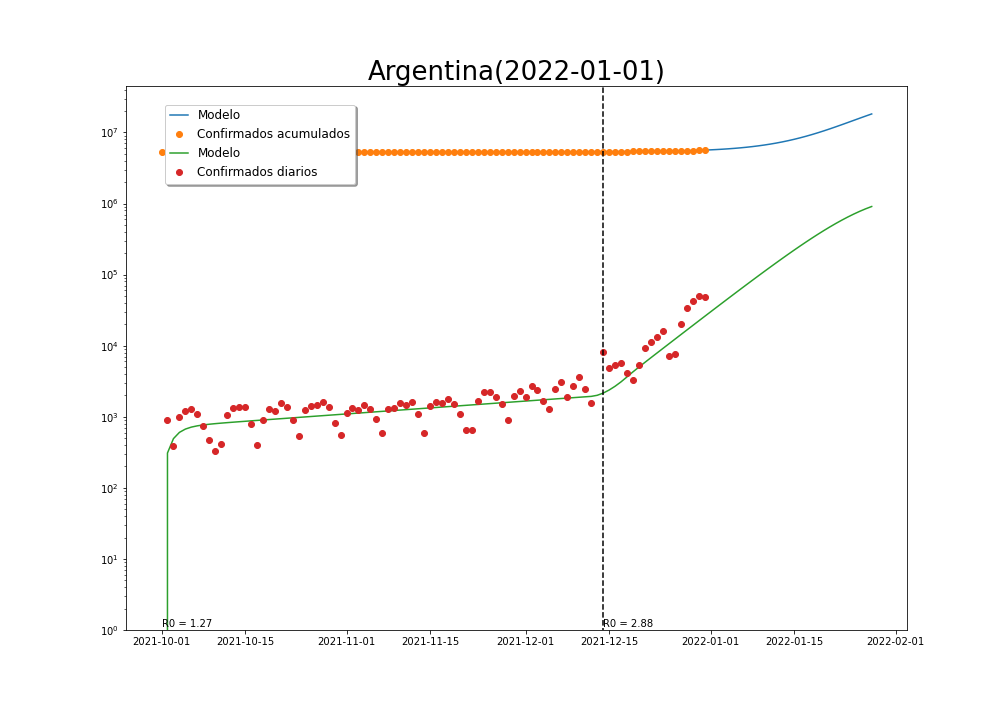 Argentina(2022-01-01)
Modelo
Confirmados acumulados
Modelo
Confirmados diarios
10⁷
10⁶
10⁵
10⁴
10³
10²
10¹
10⁰
R0 = 1.27
R0 = 2.88
2021-10-01 2021-10-15 2021-11-01 2021-11-15 2021-12-01 2021-12-15 2022-01-01 2022-01-15 2022-02-01